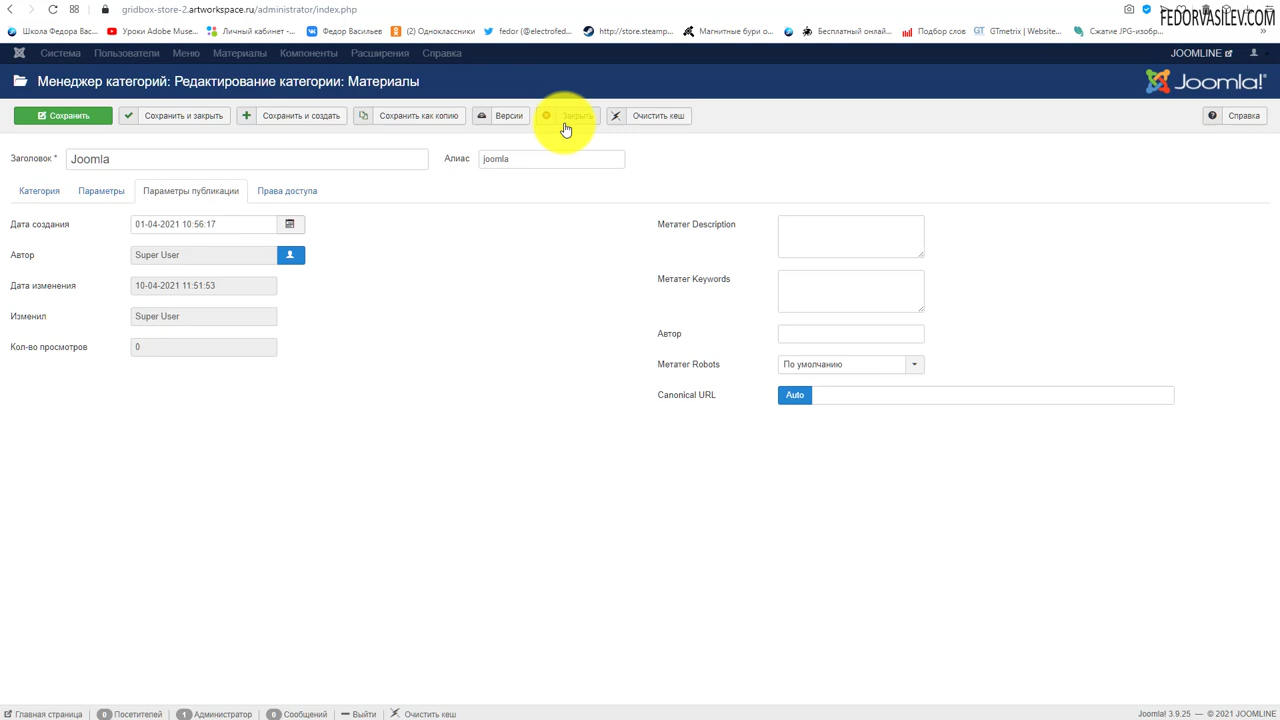 gridbox-store-2.artworkspace.ru/administrator/index.php
FEDORVASILEV.COM
Школа Федора Вас... Уроки Adobe Muse... Личный кабинет -... Федор Васильев (2) Одноклассники fedor (@electrofed... http://store.steamp... Магнитные бури о... Бесплатный онлай... Подбор слов GT GTmetrix | Website... Сжатие JPG-изобр...
Система Пользователи Меню Материалы Компоненты Расширения Справка JOOMLINE
Менеджер категорий: Редактирование категории: Материалы Joomla!
Сохранить Сохранить и закрыть Сохранить и создать Сохранить как копию Версии Закрыть Очистить кеш Справка
Заголовок * Joomla Алиас joomla
Категория Параметры Параметры публикации Права доступа
Дата создания 01-04-2021 10:56:17
Автор Super User
Дата изменения 10-04-2021 11:51:53
Изменил Super User
Кол-во просмотров 0
Метатег Description
Метатег Keywords
Автор
Метатег Robots По умолчанию
Canonical URL Auto
Главная страница 0 Посетителей 1 Администратор 0 Сообщений Выйти Очистить кеш Joomla! 3.9.25 — © 2021 JOOMLINE